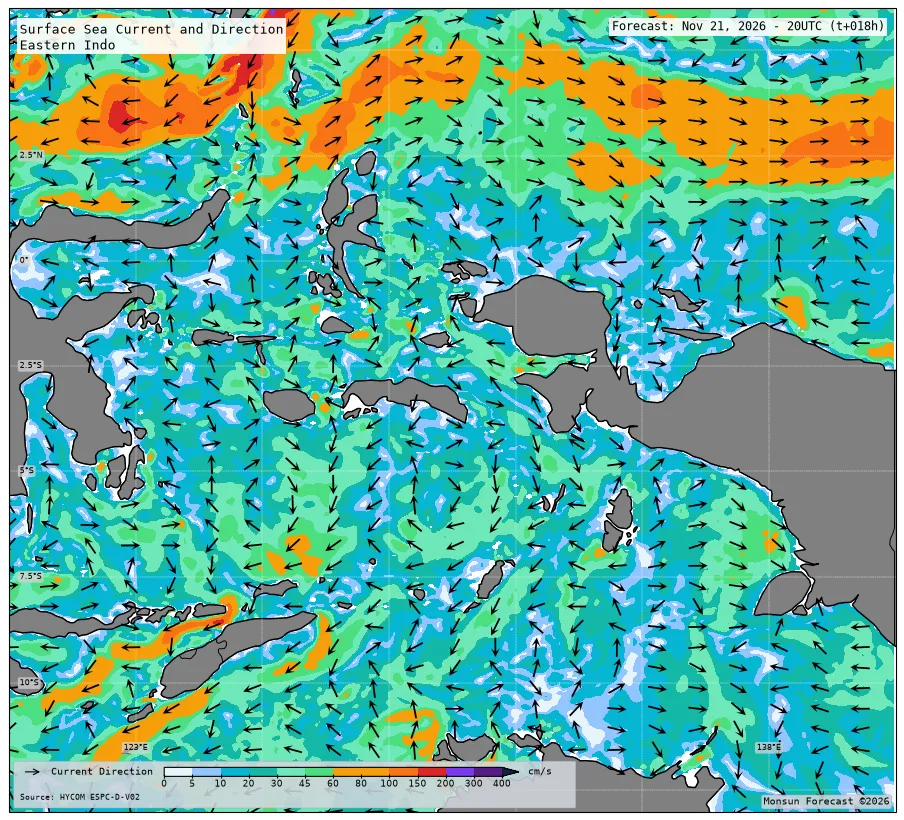 Surface Sea Current and Direction
Eastern Indo
Forecast: Nov 21, 2026 - 20UTC (t+018h)
2.5°N
0°
2.5°S
5°S
7.5°S
10°S
123°E
138°E
Current Direction
0 5 10 20 30 45 60 80 100 150 200 300 400
cm/s
Source: HYCOM ESPC-D-V02
Monsun Forecast ©2026